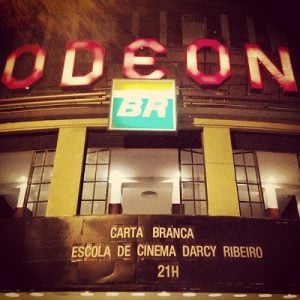 ODEON
BR
CARTA BRANCA
ESCOLA DE CINEMA DARCY RIBEIRO
21H